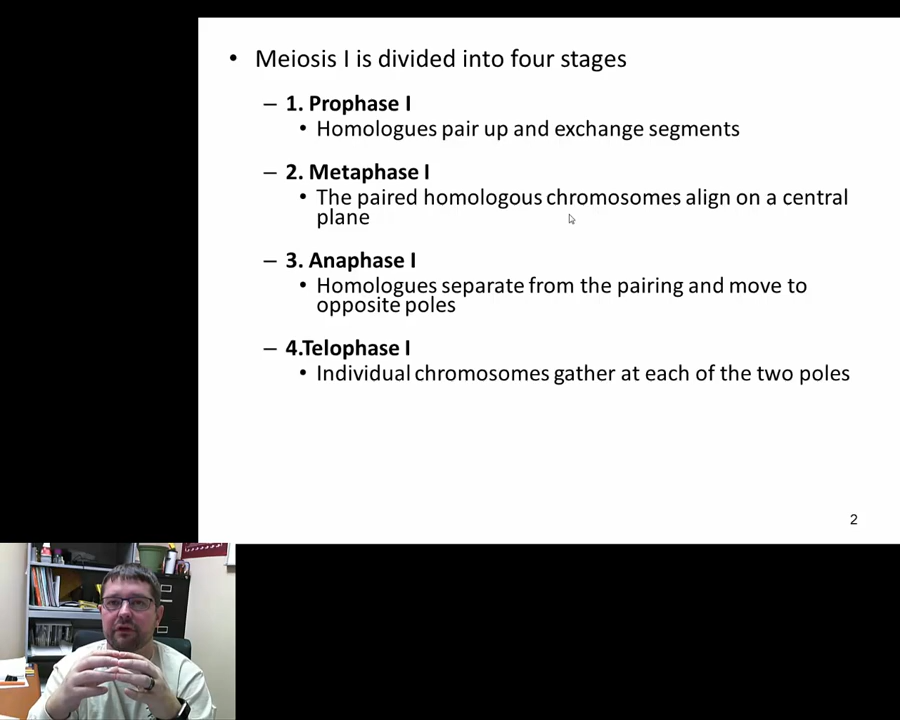 • Meiosis I is divided into four stages
– 1. Prophase I
• Homologues pair up and exchange segments
– 2. Metaphase I
• The paired homologous chromosomes align on a central
plane
– 3. Anaphase I
• Homologues separate from the pairing and move to
opposite poles
– 4.Telophase I
• Individual chromosomes gather at each of the two poles
2